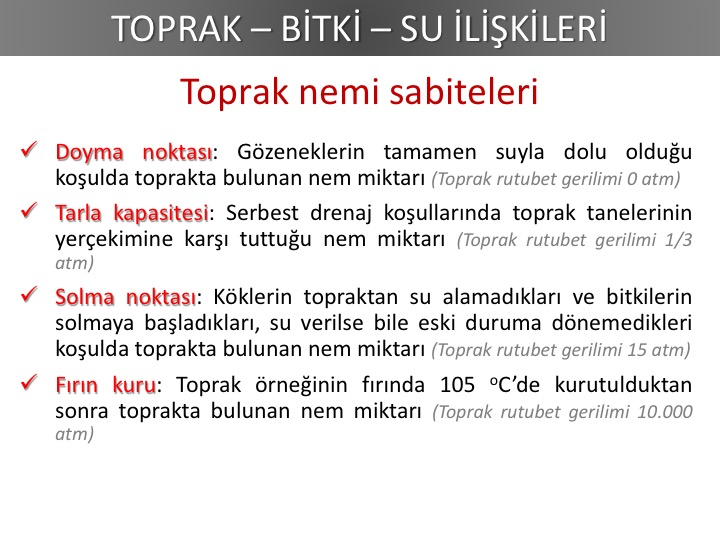 TOPRAK – BİTKİ – SU İLİŞKİLERİ
Toprak nemi sabiteleri
✓ Doyma noktası: Gözeneklerin tamamen suyla dolu olduğu
koşulda toprakta bulunan nem miktarı (Toprak rutubet gerilimi 0 atm)
✓ Tarla kapasitesi: Serbest drenaj koşullarında toprak tanelerinin
yerçekimine karşı tuttuğu nem miktarı (Toprak rutubet gerilimi 1/3
atm)
✓ Solma noktası: Köklerin topraktan su alamadıkları ve bitkilerin
solmaya başladıkları, su verilse bile eski duruma dönemedikleri
koşulda toprakta bulunan nem miktarı (Toprak rutubet gerilimi 15 atm)
✓ Fırın kuru: Toprak örneğinin fırında 105 ºC’de kurutulduktan
sonra toprakta bulunan nem miktarı (Toprak rutubet gerilimi 10.000
atm)